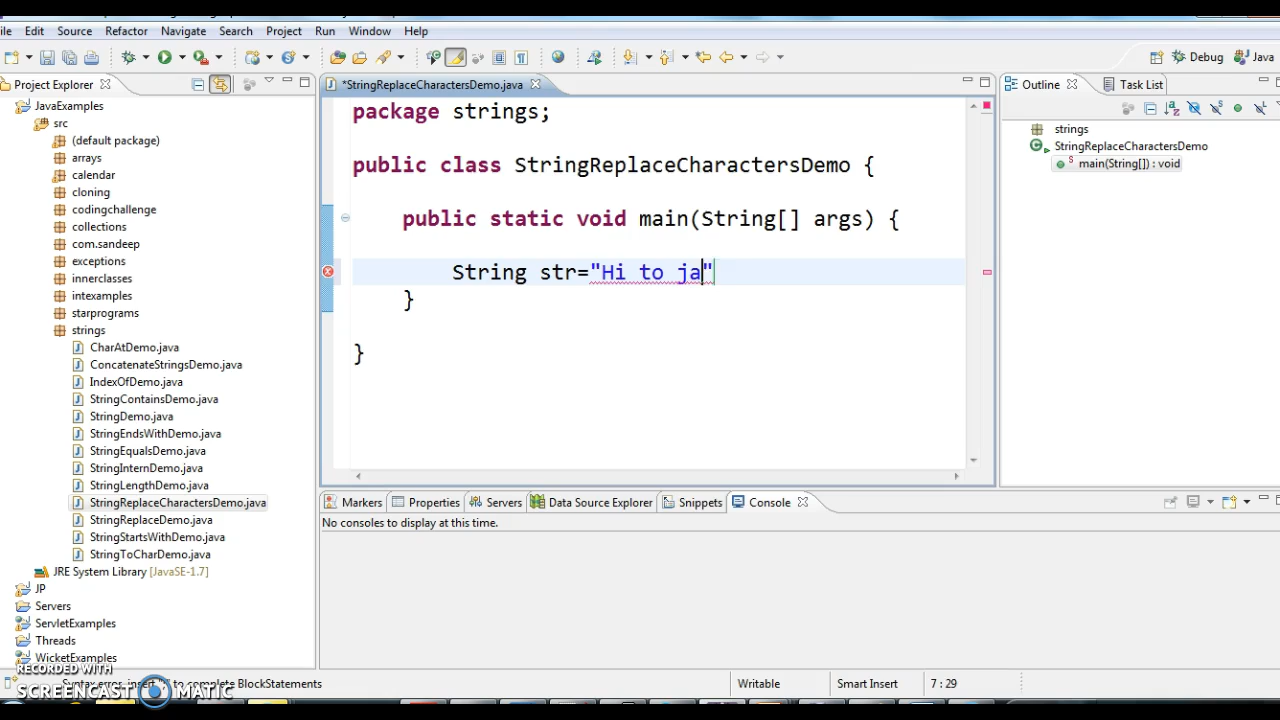 File Edit Source Refactor Navigate Search Project Run Window Help
Debug Java
Project Explorer
*StringReplaceCharactersDemo.java
Outline Task List
JavaExamples
src
(default package)
arrays
calendar
cloning
codingchallenge
collections
com.sandeep
exceptions
innerclasses
intexamples
starprograms
strings
CharAtDemo.java
ConcatenateStringsDemo.java
IndexOfDemo.java
StringContainsDemo.java
StringDemo.java
StringEndsWithDemo.java
StringEqualsDemo.java
StringInternDemo.java
StringLengthDemo.java
StringReplaceCharactersDemo.java
StringReplaceDemo.java
StringStartsWithDemo.java
StringToCharDemo.java
JRE System Library [JavaSE-1.7]
JP
Servers
ServletExamples
Threads
WicketExamples
package strings;
public class StringReplaceCharactersDemo {
public static void main(String[] args) {
String str="Hi to ja"
}
}
strings
StringReplaceCharactersDemo
main(String[]) : void
Markers Properties Servers Data Source Explorer Snippets Console
No consoles to display at this time.
Syntax error, insert ";" to complete BlockStatements
Writable Smart Insert 7 : 29
RECORDED WITH
SCREENCAST MATIC